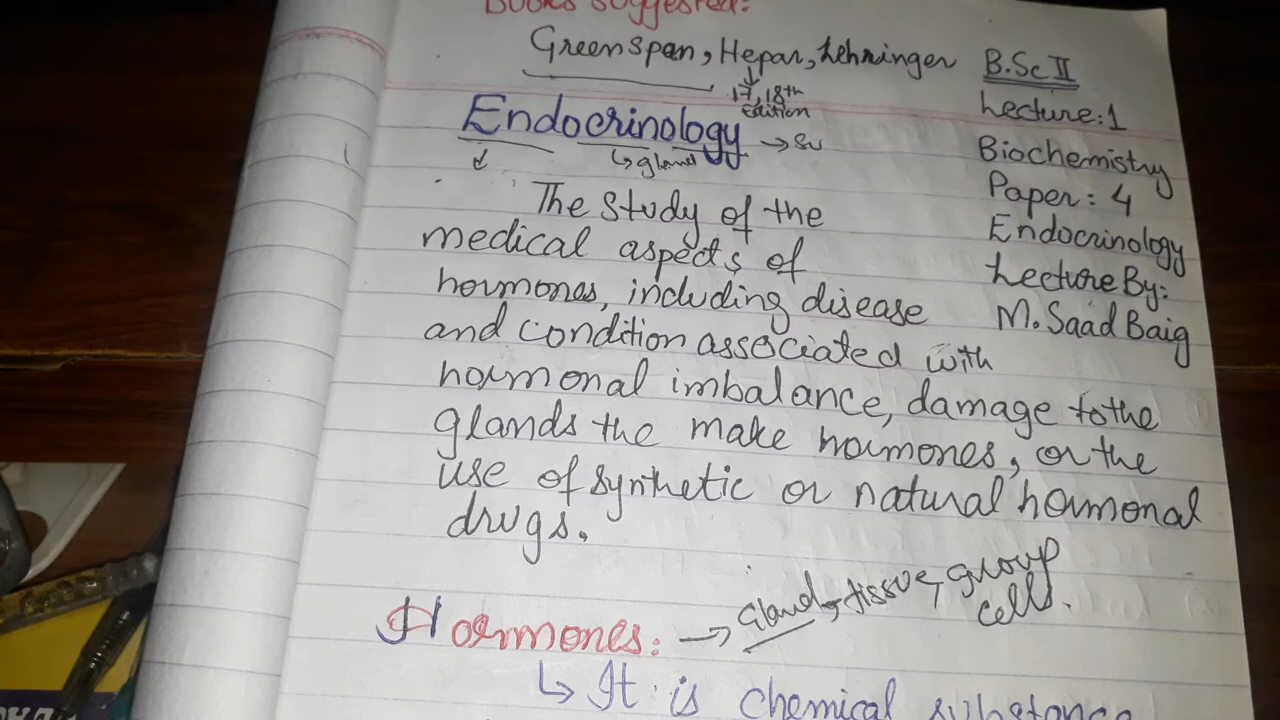 Books Suggested:
Greenspan, Hepar, Lehninger
17, 18th
Edition
B.Sc II
Lecture:1
Biochemistry
Paper: 4
Endocrinology
Lecture By:
M. Saad Baig
Endocrinology
gland
The study of the
medical aspects of
hormones, including disease
and condition associated with
hormonal imbalance, damage to the
glands the make hormones, or the
use of synthetic or natural hormonal
drugs.
Hormones: → Gland, tissue, group
cells.
↳ It is chemical substance